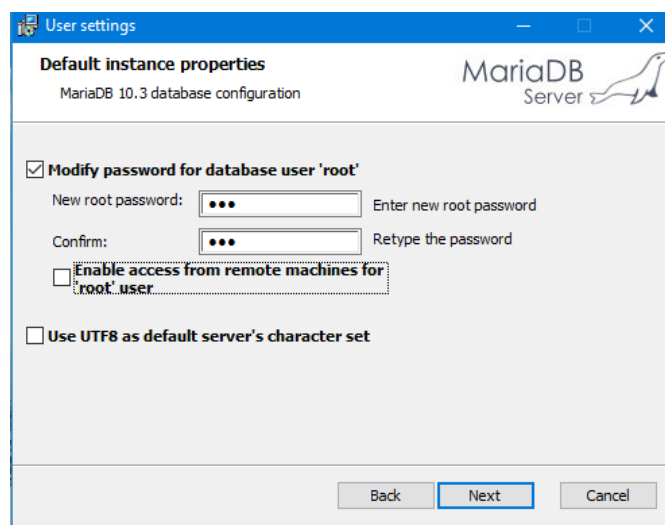 User settings
Default instance properties
MariaDB 10.3 database configuration
MariaDB
Server
Modify password for database user 'root'
New root password: ●●● Enter new root password
Confirm: ●●● Retype the password
Enable access from remote machines for
'root' user
Use UTF8 as default server's character set
Back Next Cancel